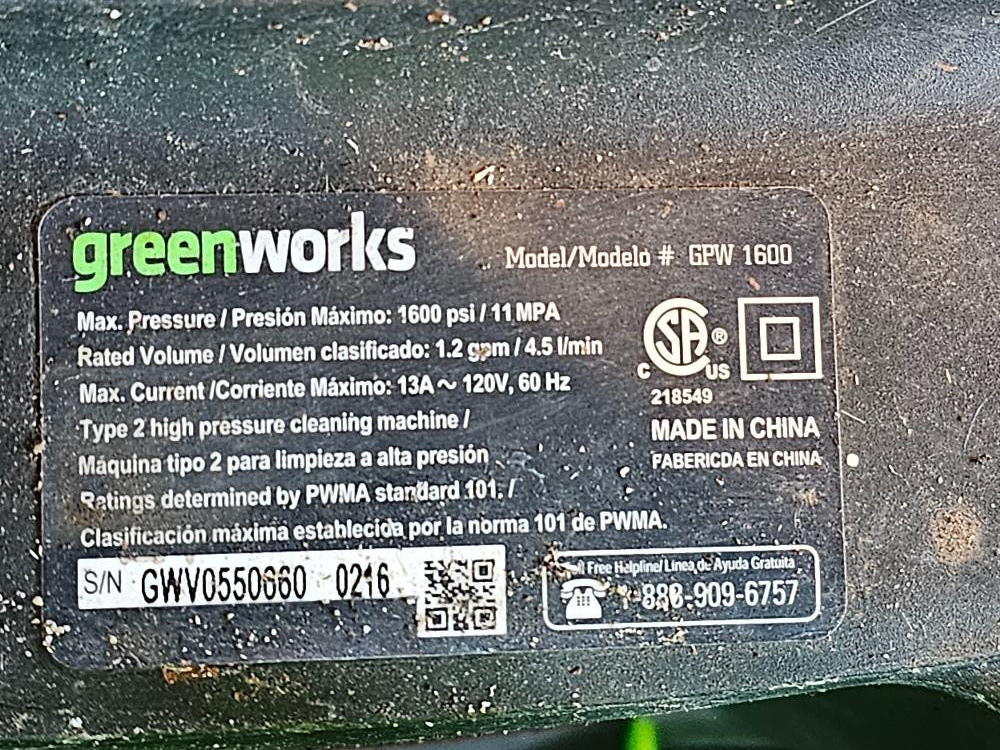 greenworks
Model/Modelo # GPW 1600
Max. Pressure / Presión Máximo: 1600 psi / 11 MPA
Rated Volume / Volumen clasificado: 1.2 gpm / 4.5 l/min
Max. Current /Corriente Máximo: 13A ~ 120V, 60 Hz
Type 2 high pressure cleaning machine /
Máquina tipo 2 para limpieza a alta presión
Ratings determined by PWMA standard 101. /
Clasificación máxima establecida por la norma 101 de PWMA.
C SA ® US
218549
MADE IN CHINA
FABERICDA EN CHINA
S/N GWV0550660 0216
Free Helpline/ Línea de Ayuda Gratuita
1-888-909-6757